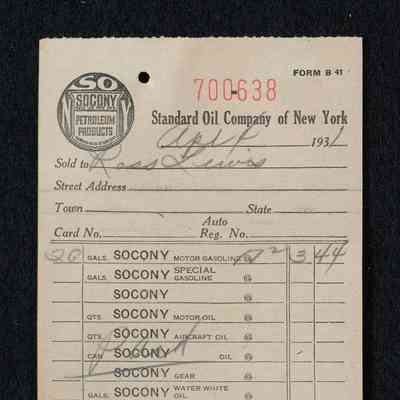 FORM B 41
SO
SOCONY
PETROLEUM
PRODUCTS
700638
Standard Oil Company of New York
1931
Sold to Ross Lewis
Street Address
Town State
Auto
Card No. Reg. No.
20 GALS. SOCONY MOTOR GASOLINE @ 3 44
GALS. SOCONY SPECIAL GASOLINE @
SOCONY @
QTS. SOCONY MOTOR OIL @
QTS. SOCONY AIRCRAFT OIL @
CAN SOCONY OIL @
SOCONY GEAR @
GALS. SOCONY WATER WHITE OIL @